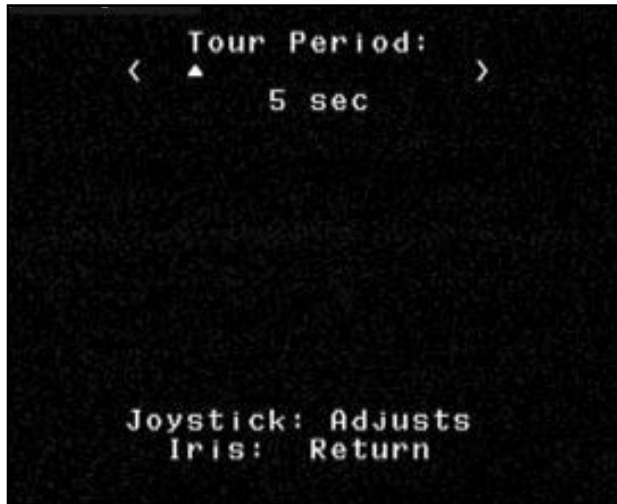 Tour Period:
< ▲ >
5 sec
Joystick: Adjusts
Iris: Return